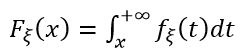 F_ξ(x) = ∫_x^{+∞} f_ξ(t)dt